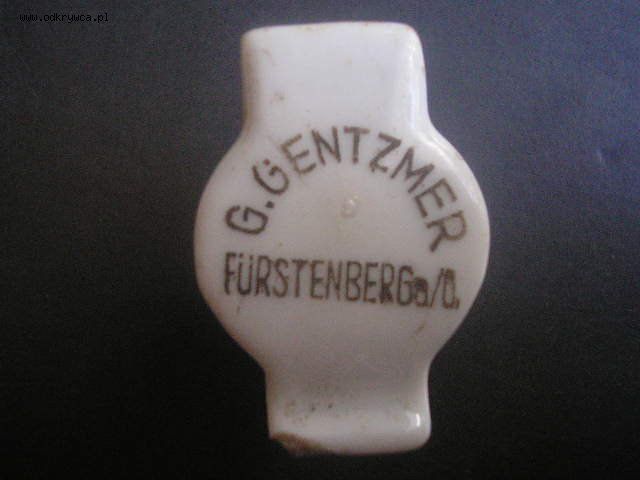 www.odkrywca.pl
G. GENTZMER
FÜRSTENBERG a/O.